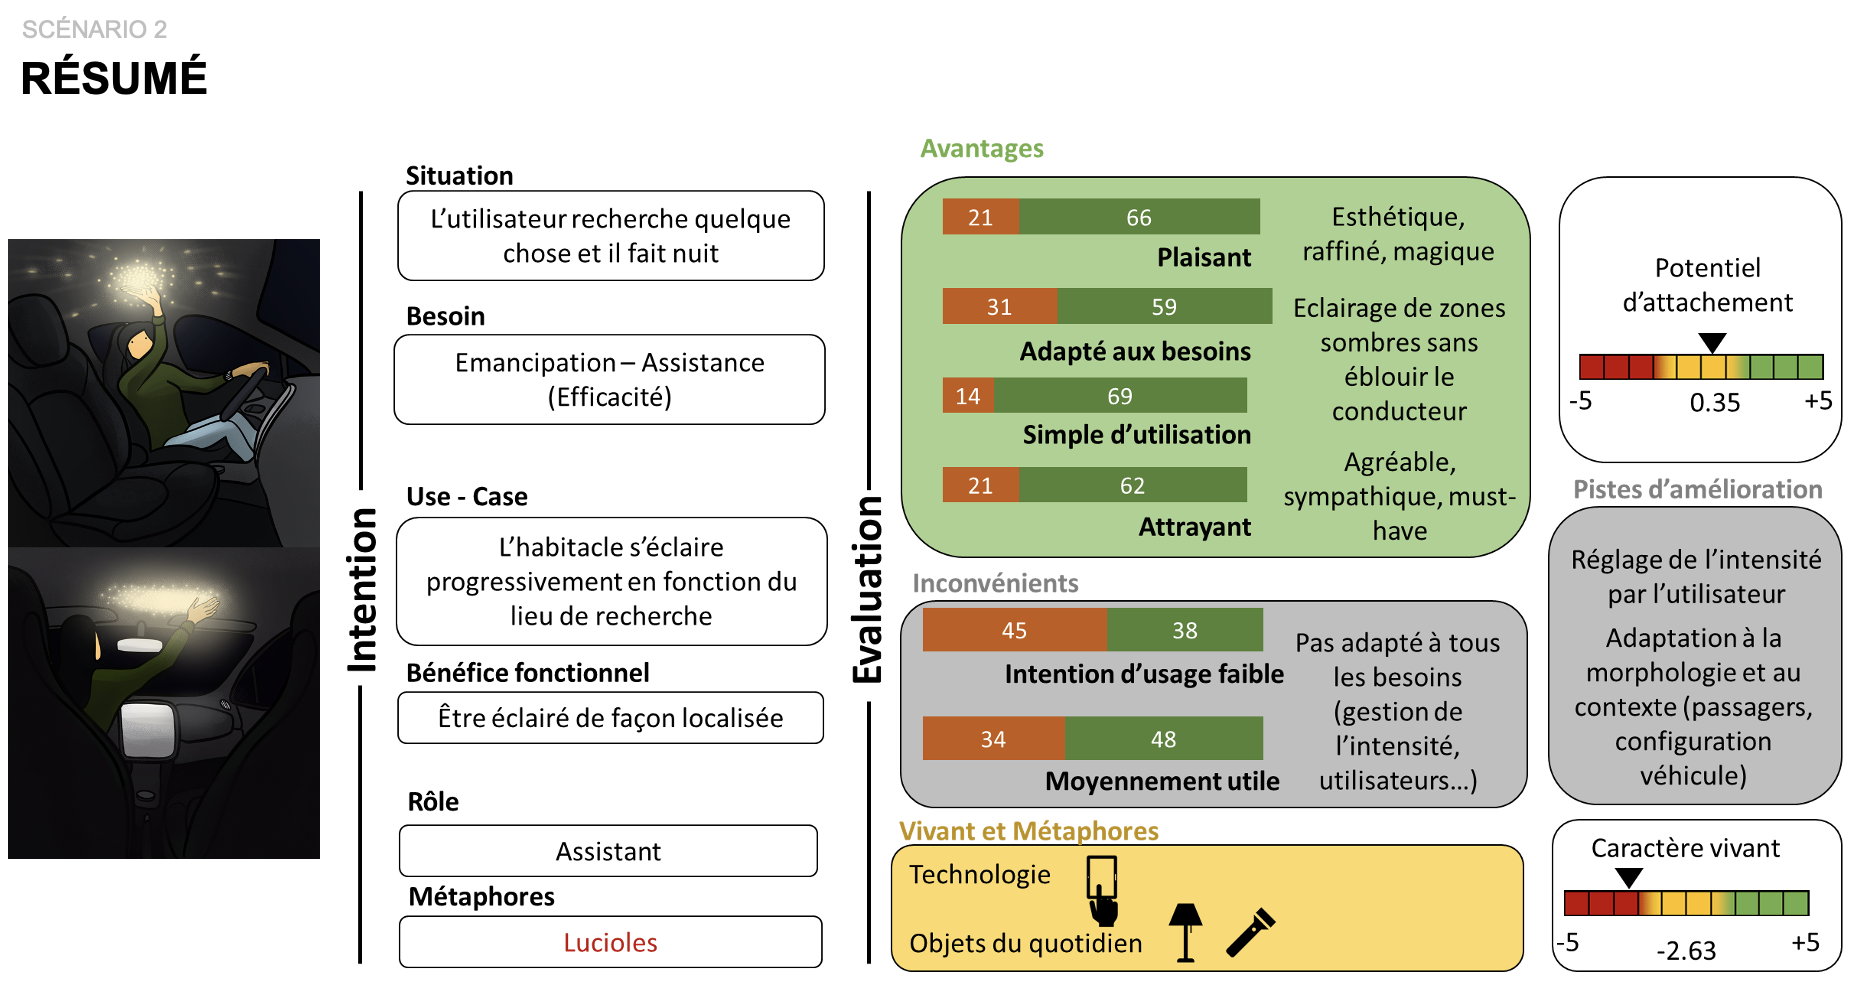 SCÉNARIO 2
RÉSUMÉ
Intention
Situation
L'utilisateur recherche quelque
chose et il fait nuit
Besoin
Emancipation – Assistance
(Efficacité)
Use - Case
L'habitacle s'éclaire
progressivement en fonction du
lieu de recherche
Bénéfice fonctionnel
Être éclairé de façon localisée
Rôle
Assistant
Métaphores
Lucioles
Evaluation
Avantages
21 66
Plaisant
Esthétique,
raffiné, magique
31 59
Adapté aux besoins
Eclairage de zones
sombres sans
éblouir le
conducteur
14 69
Simple d'utilisation
21 62
Attrayant
Agréable,
sympathique, must-
have
Inconvénients
45 38
Intention d'usage faible
34 48
Moyennement utile
Pas adapté à tous
les besoins
(gestion de
l'intensité,
utilisateurs...)
Vivant et Métaphores
Technologie
Objets du quotidien
Potentiel
d'attachement
-5 0.35 +5
Pistes d'amélioration
Réglage de l'intensité
par l'utilisateur
Adaptation à la
morphologie et au
contexte (passagers,
configuration
véhicule)
Caractère vivant
-5 -2.63 +5